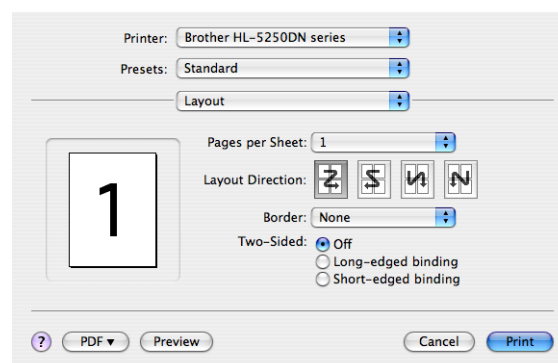 Printer: Brother HL-5250DN series
Presets: Standard
Layout
Pages per Sheet: 1
1
Layout Direction:
Border: None
Two-Sided: Off
Long-edged binding
Short-edged binding
? PDF▼ Preview Cancel Print